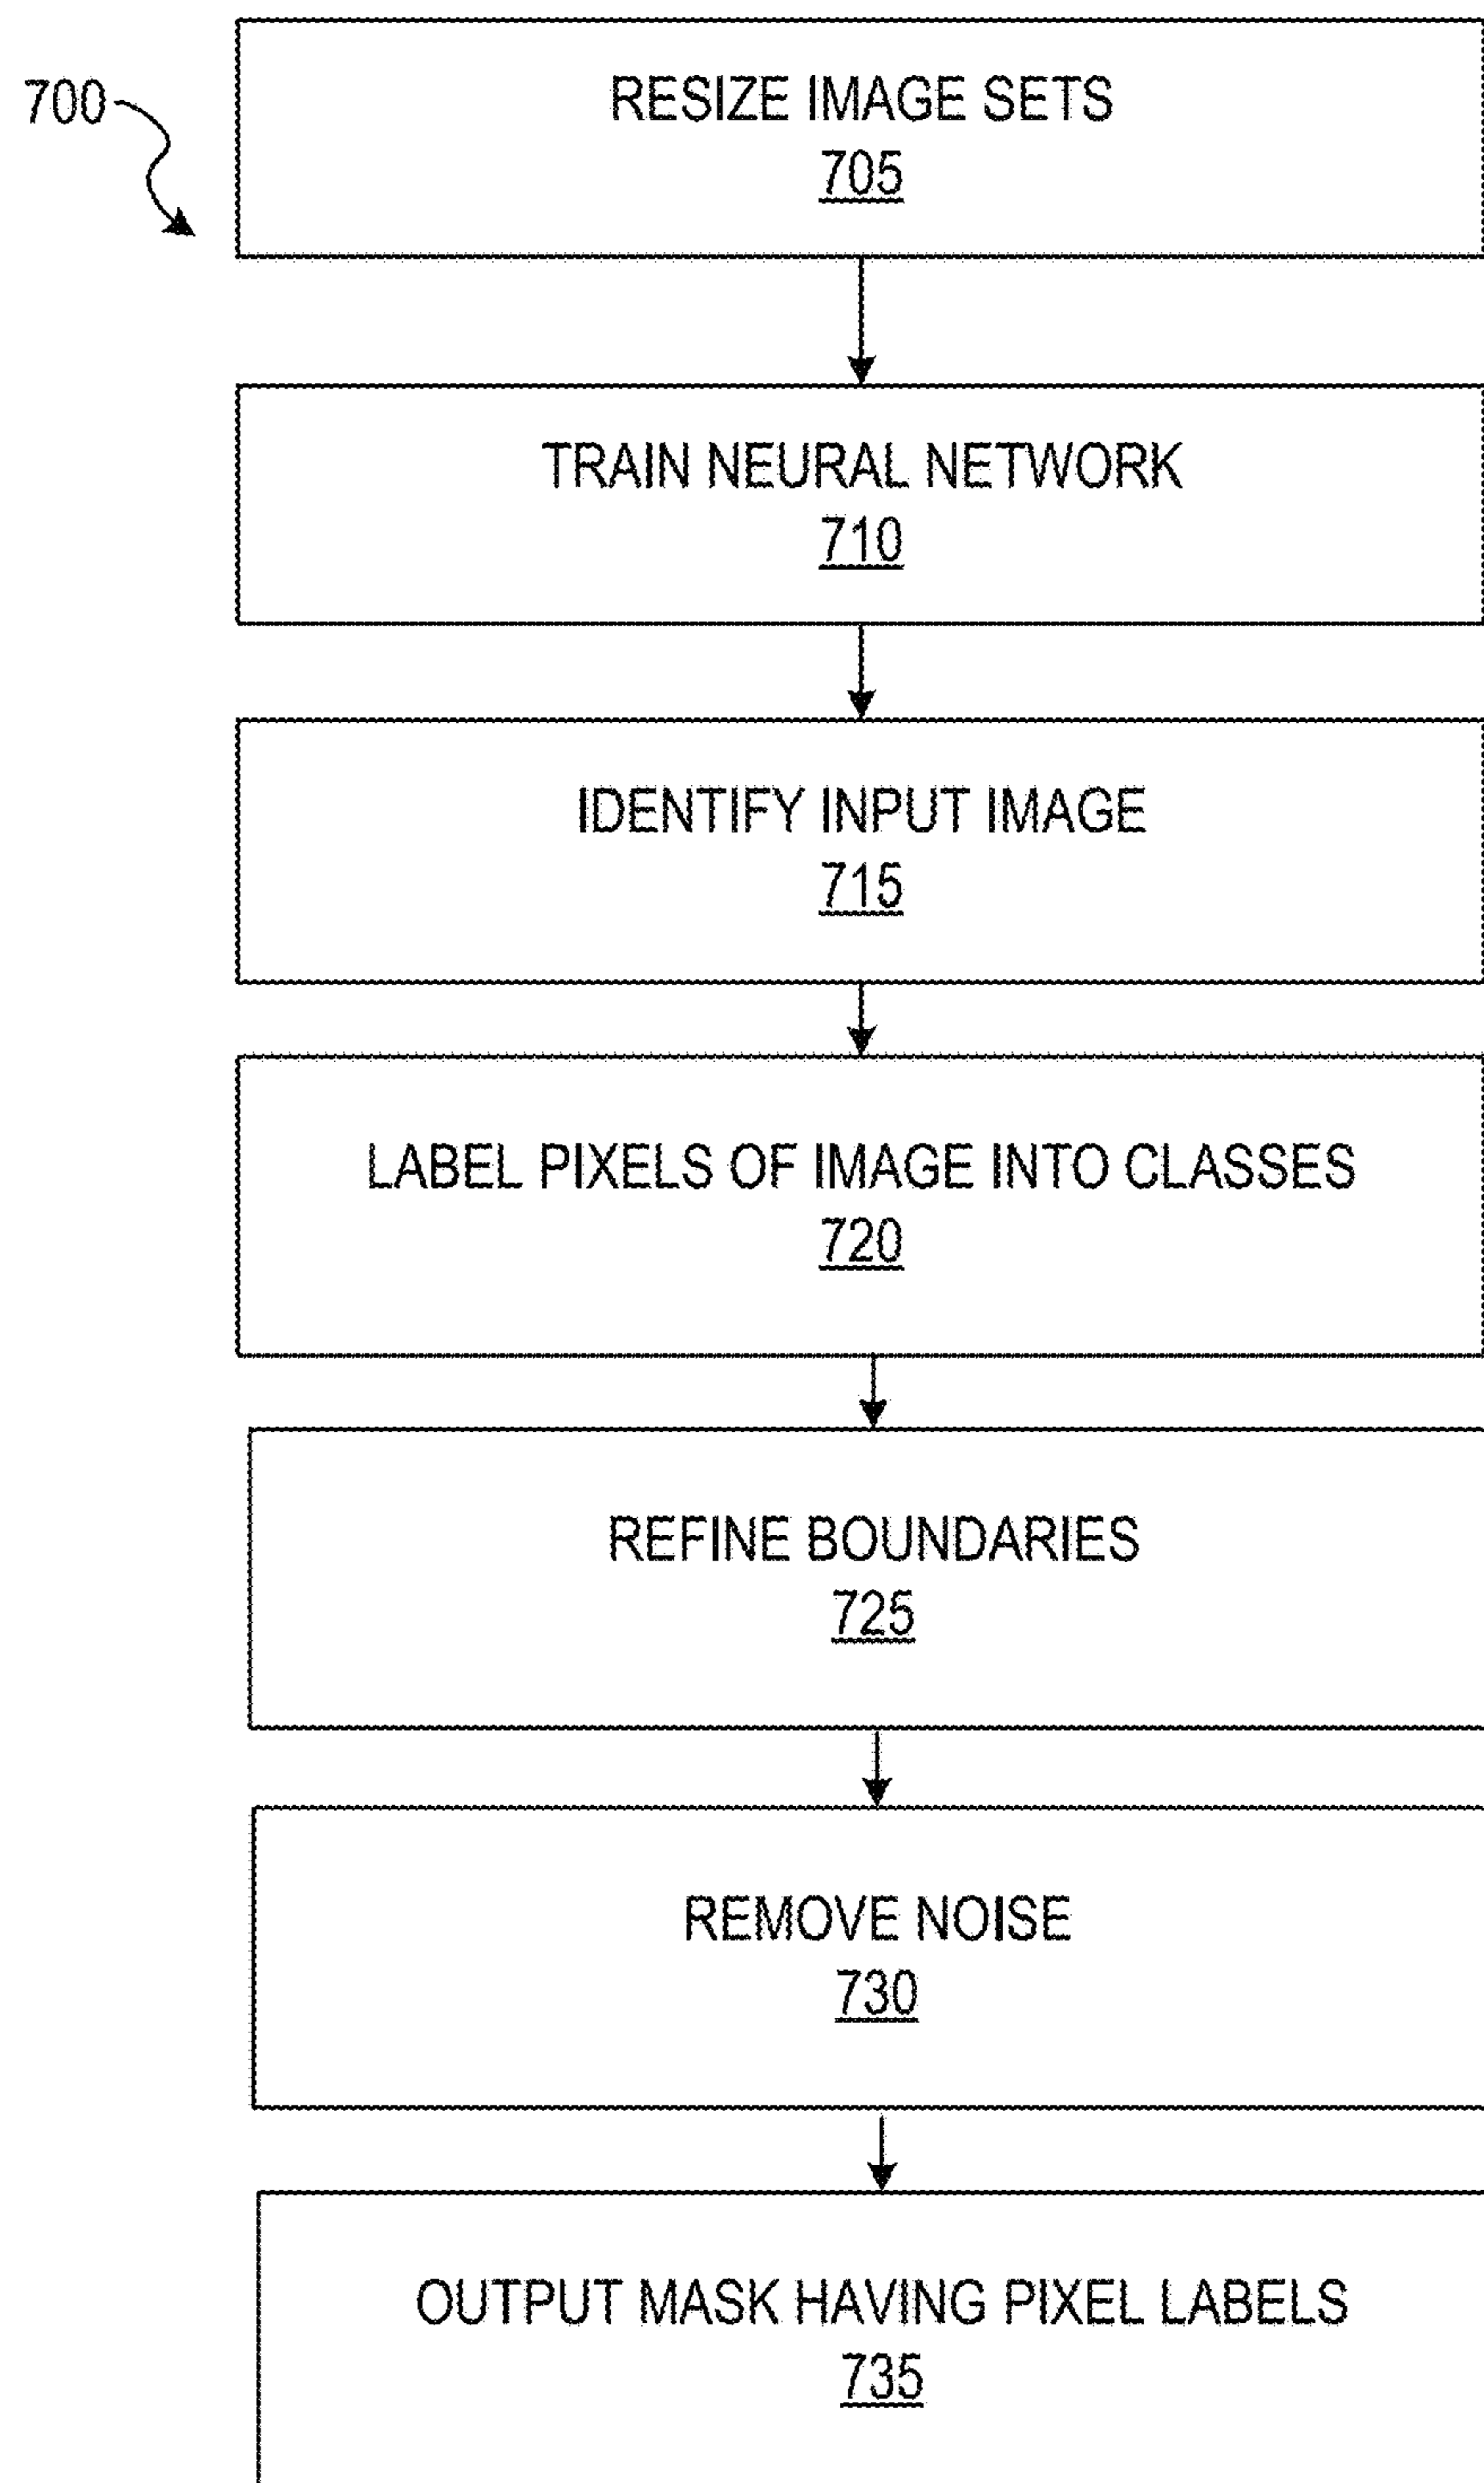 700
RESIZE IMAGE SETS
705
TRAIN NEURAL NETWORK
710
IDENTIFY INPUT IMAGE
715
LABEL PIXELS OF IMAGE INTO CLASSES
720
REFINE BOUNDARIES
725
REMOVE NOISE
730
OUTPUT MASK HAVING PIXEL LABELS
735